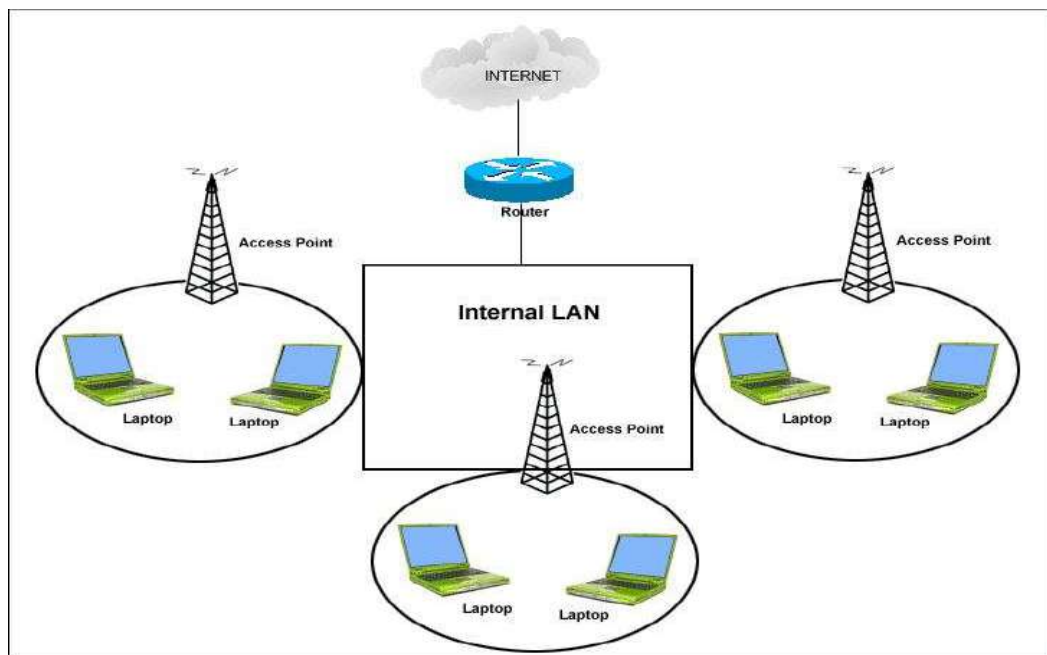 INTERNET
Router
Access Point
Access Point
Internal LAN
Access Point
Laptop
Laptop
Laptop
Laptop
Laptop
Laptop